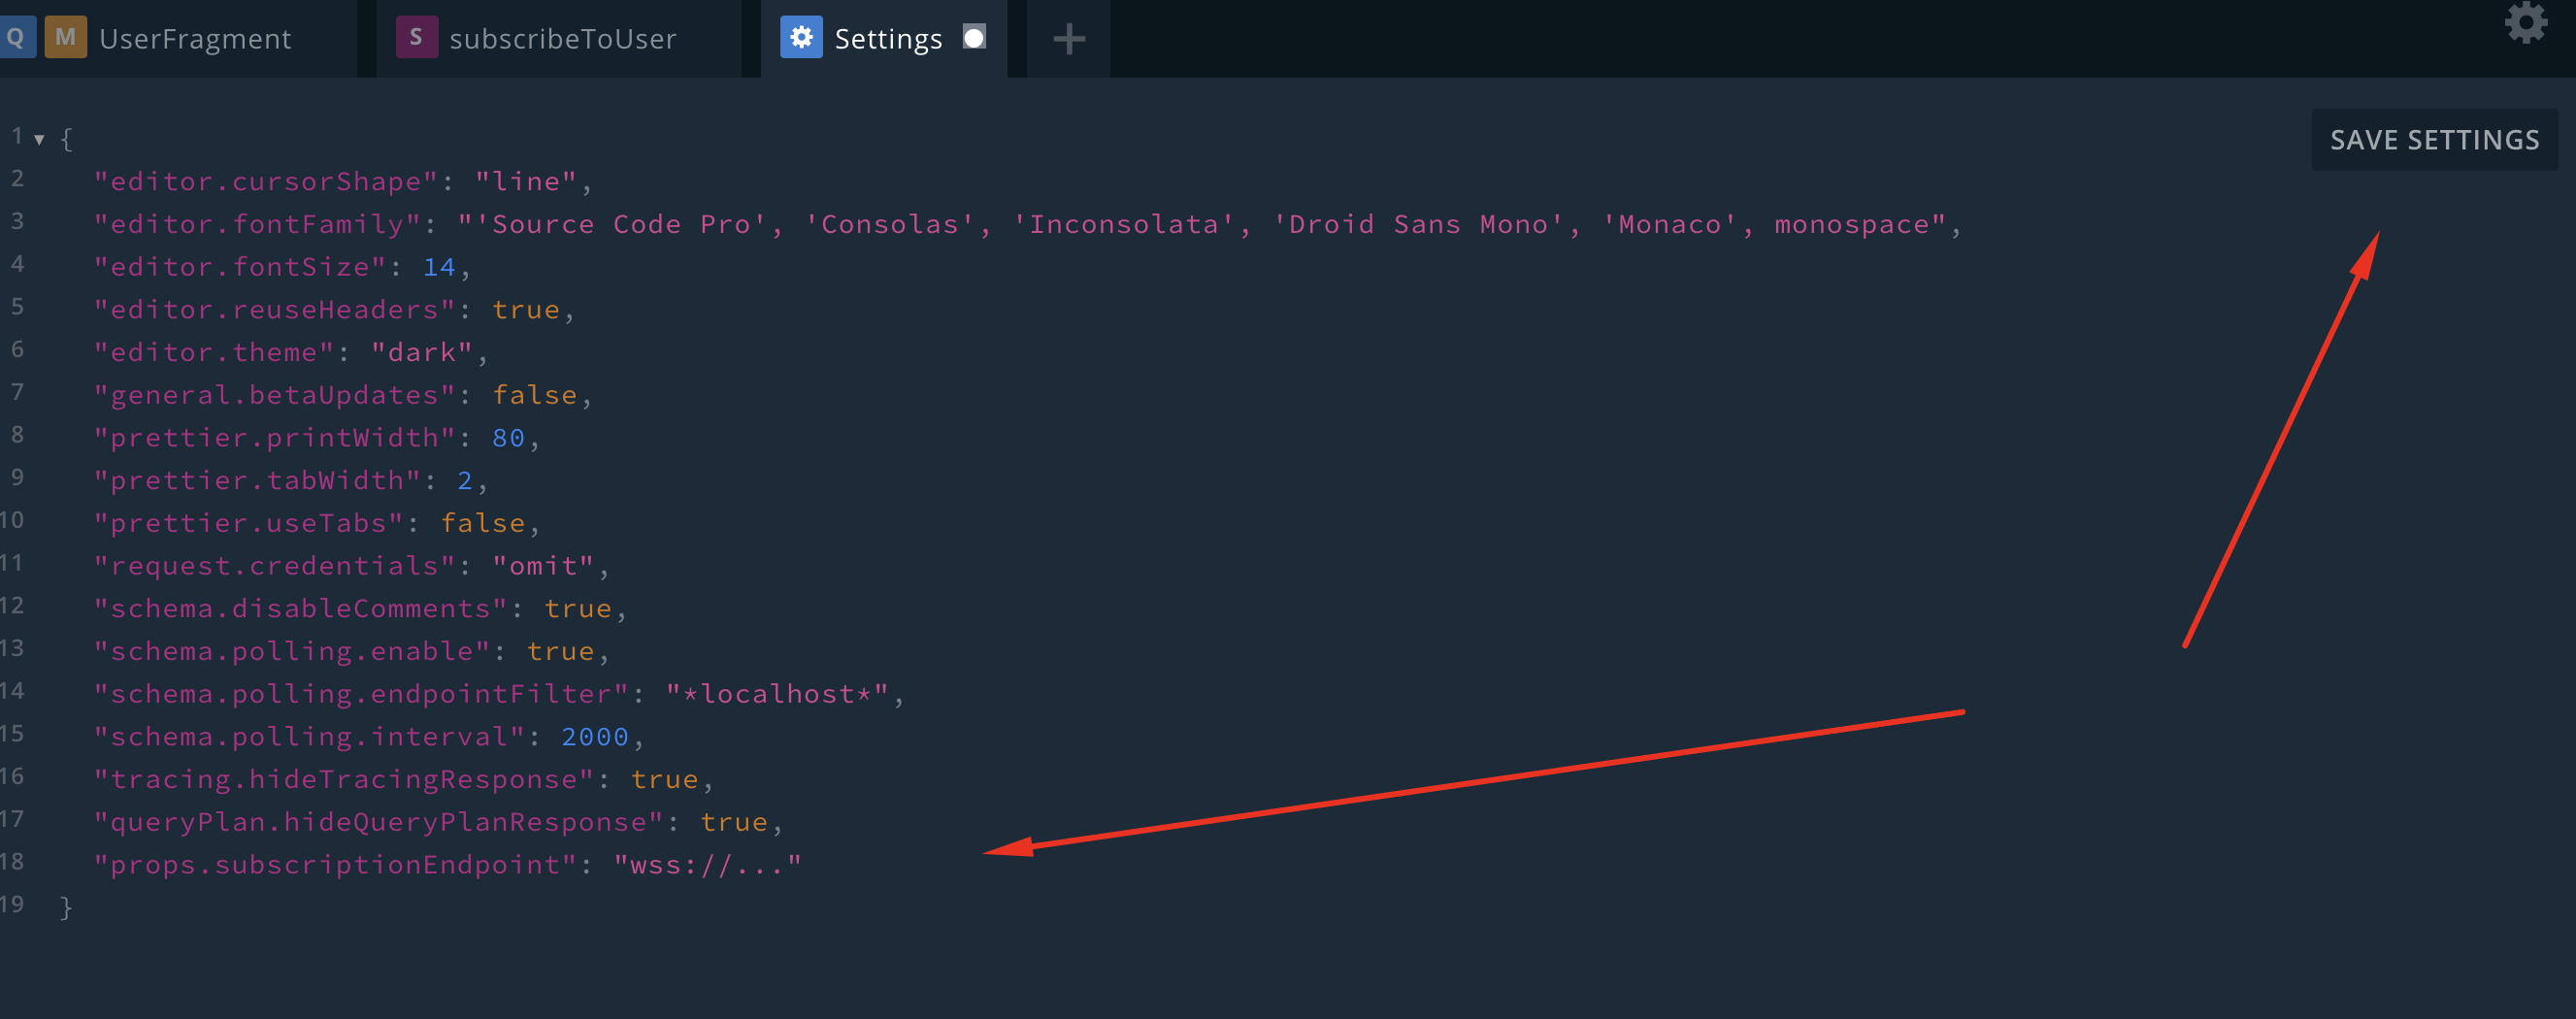 Q M UserFragment S subscribeToUser Settings +
SAVE SETTINGS
1 {
2 "editor.cursorShape": "line",
3 "editor.fontFamily": "'Source Code Pro', 'Consolas', 'Inconsolata', 'Droid Sans Mono', 'Monaco', monospace",
4 "editor.fontSize": 14,
5 "editor.reuseHeaders": true,
6 "editor.theme": "dark",
7 "general.betaUpdates": false,
8 "prettier.printWidth": 80,
9 "prettier.tabWidth": 2,
10 "prettier.useTabs": false,
11 "request.credentials": "omit",
12 "schema.disableComments": true,
13 "schema.polling.enable": true,
14 "schema.polling.endpointFilter": "*localhost*",
15 "schema.polling.interval": 2000,
16 "tracing.hideTracingResponse": true,
17 "queryPlan.hideQueryPlanResponse": true,
18 "props.subscriptionEndpoint": "wss://..."
19 }